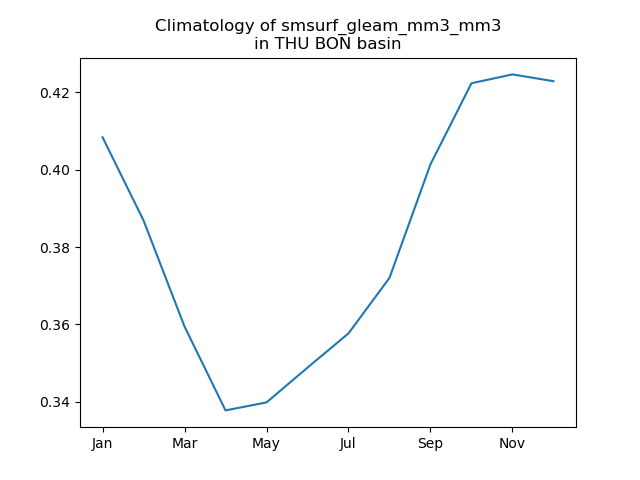 Climatology of smsurf_gleam_mm3_mm3
in THU BON basin
0.42
0.40
0.38
0.36
0.34
Jan Mar May Jul Sep Nov